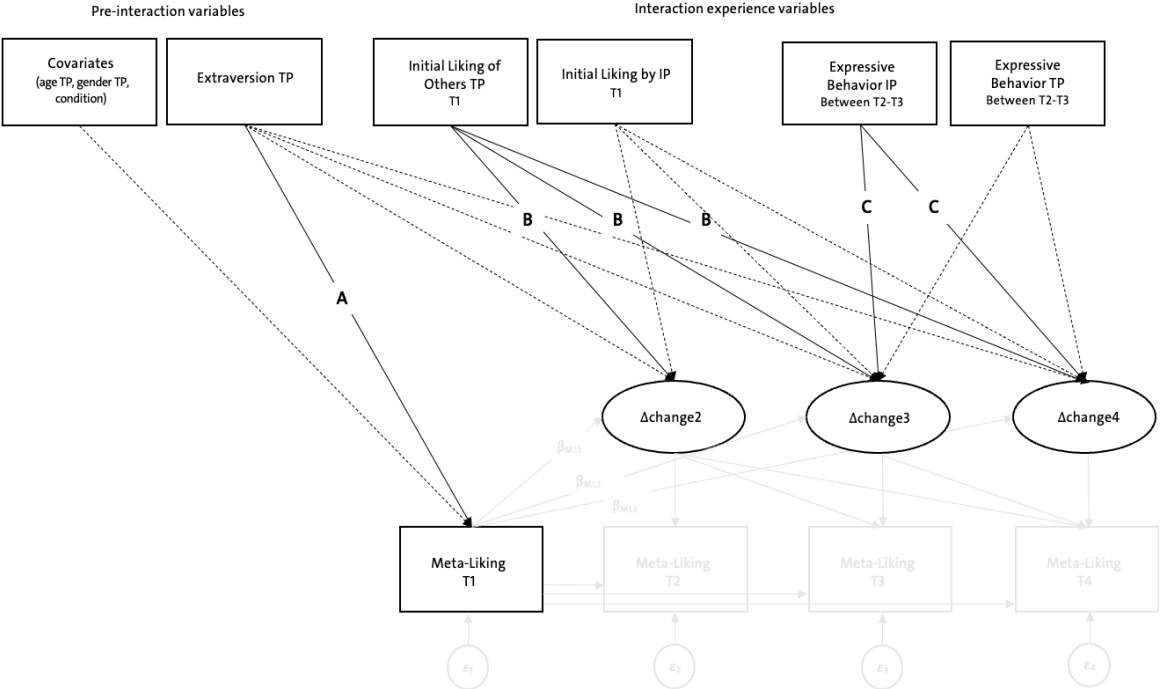 Pre-interaction variables
Interaction experience variables
Covariates
(age TP, gender TP,
condition)
Extraversion TP
Initial Liking of
Others TP
T1
Initial Liking by IP
T1
Expressive
Behavior IP
Between T2-T3
Expressive
Behavior TP
Between T2-T3
B
B
B
C
C
A
Δchange2
Δchange3
Δchange4
βML1
βML2
βML3
Meta-Liking
T1
Meta-Liking
T2
Meta-Liking
T3
Meta-Liking
T4
ε1
ε2
ε3
ε4